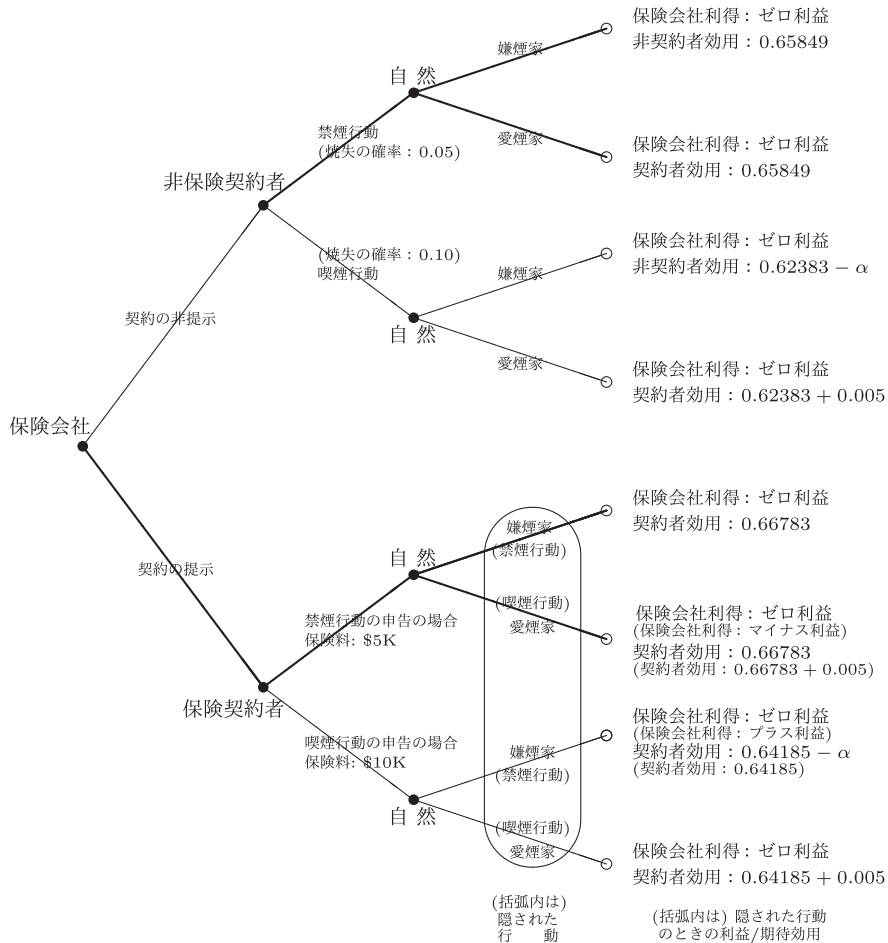 保険会社利得: ゼロ利益
非契約者効用: 0.65849
嫌煙家
自 然
禁煙行動
(焼失の確率: 0.05)
愛煙家
保険会社利得: ゼロ利益
契約者効用: 0.65849
非保険契約者
(焼失の確率: 0.10)
喫煙行動
嫌煙家
保険会社利得: ゼロ利益
非契約者効用: 0.62383 − α
自 然
愛煙家
保険会社利得: ゼロ利益
契約者効用: 0.62383 + 0.005
契約の非提示
保険会社
契約の提示
嫌煙家
(禁煙行動)
保険会社利得: ゼロ利益
契約者効用: 0.66783
自 然
禁煙行動の申告の場合
保険料: $5K
(喫煙行動)
愛煙家
保険会社利得: ゼロ利益
(保険会社利得: マイナス利益)
契約者効用: 0.66783
(契約者効用: 0.66783 + 0.005)
保険契約者
喫煙行動の申告の場合
保険料: $10K
嫌煙家
(禁煙行動)
保険会社利得: ゼロ利益
(保険会社利得: プラス利益)
契約者効用: 0.64185 − α
(契約者効用: 0.64185)
自 然
(喫煙行動)
愛煙家
保険会社利得: ゼロ利益
契約者効用: 0.64185 + 0.005
(括弧内は)
隠された
行 動
(括弧内は) 隠された行動
のときの利益/期待効用